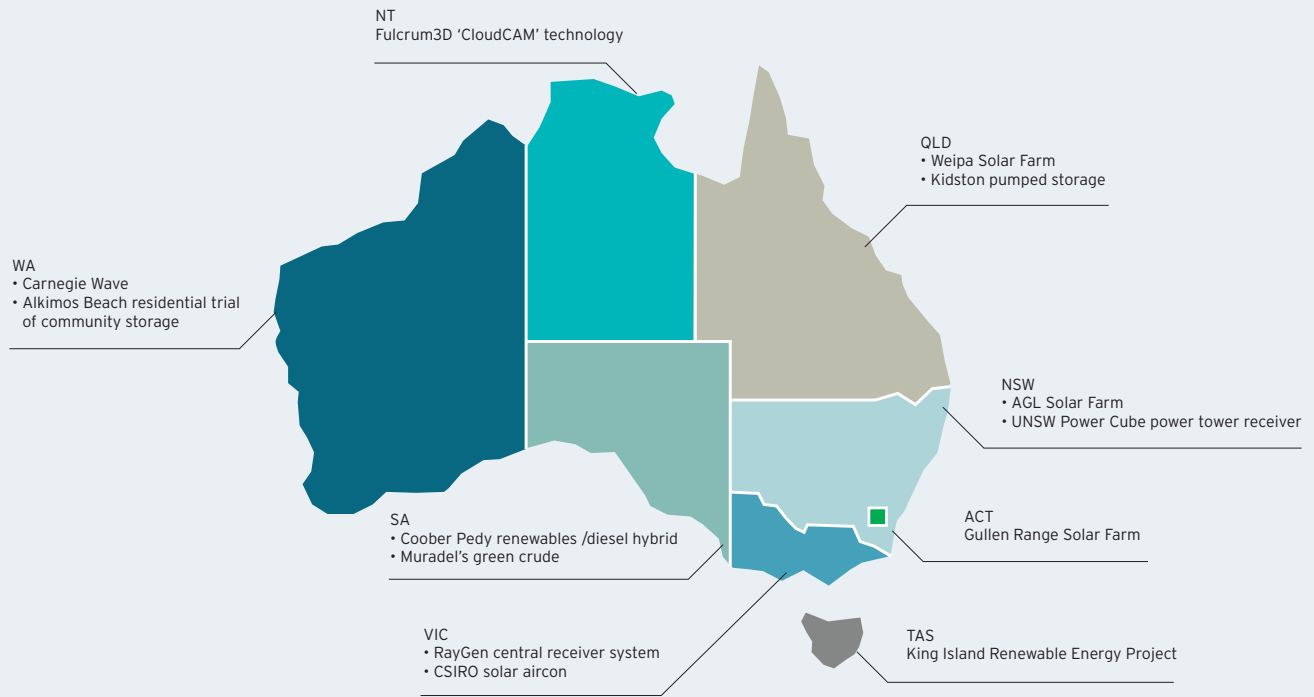 NT
Fulcrum3D ‘CloudCAM’ technology
QLD
• Weipa Solar Farm
• Kidston pumped storage
WA
• Carnegie Wave
• Alkimos Beach residential trial
of community storage
NSW
• AGL Solar Farm
• UNSW Power Cube power tower receiver
SA
• Coober Pedy renewables /diesel hybrid
• Muradel's green crude
ACT
Gullen Range Solar Farm
VIC
• RayGen central receiver system
• CSIRO solar aircon
TAS
King Island Renewable Energy Project